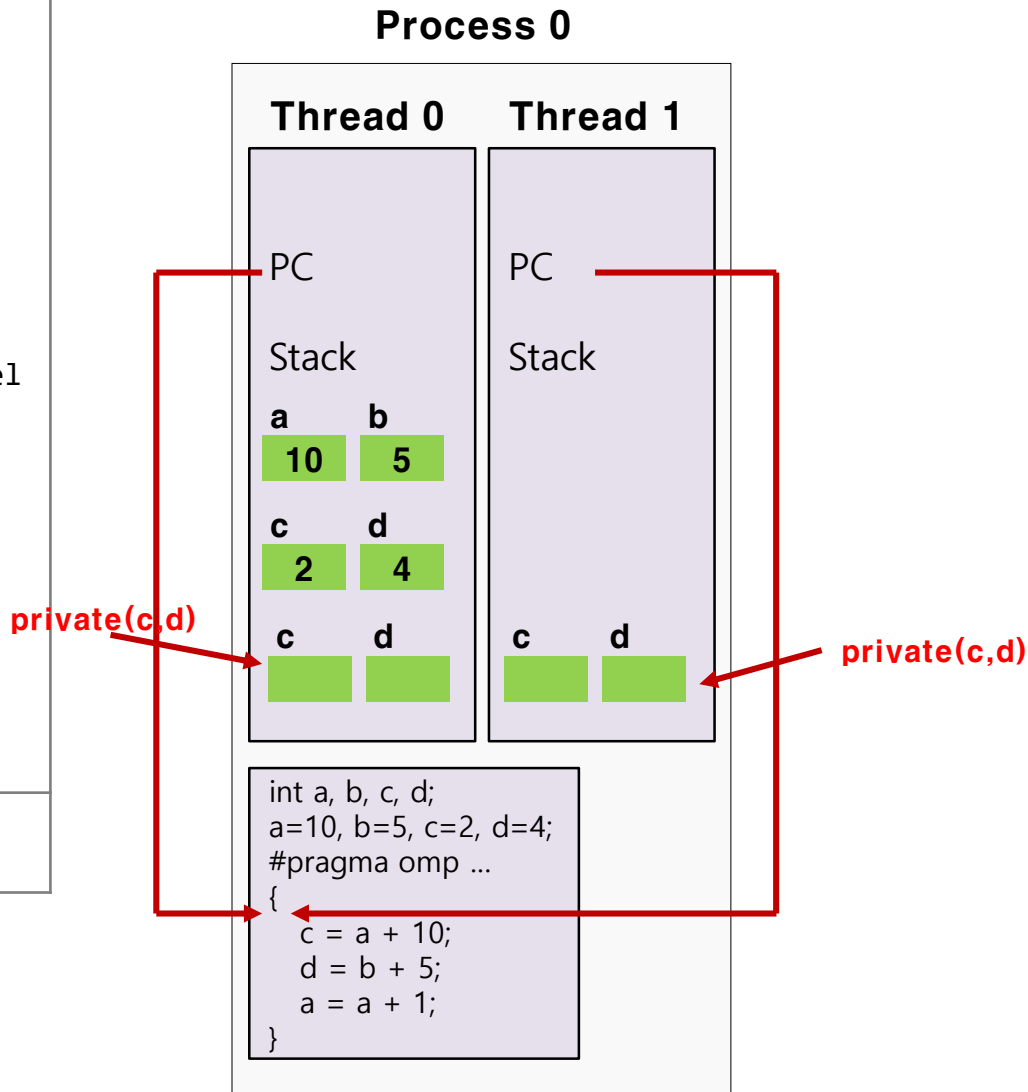 Process 0
Thread 0 Thread 1
PC PC
Stack Stack
a b
10 5
c d
2 4
private(c,d)
c d c d
private(c,d)
int a, b, c, d;
a=10, b=5, c=2, d=4;
#pragma omp ...
{
c = a + 10;
d = b + 5;
a = a + 1;
}